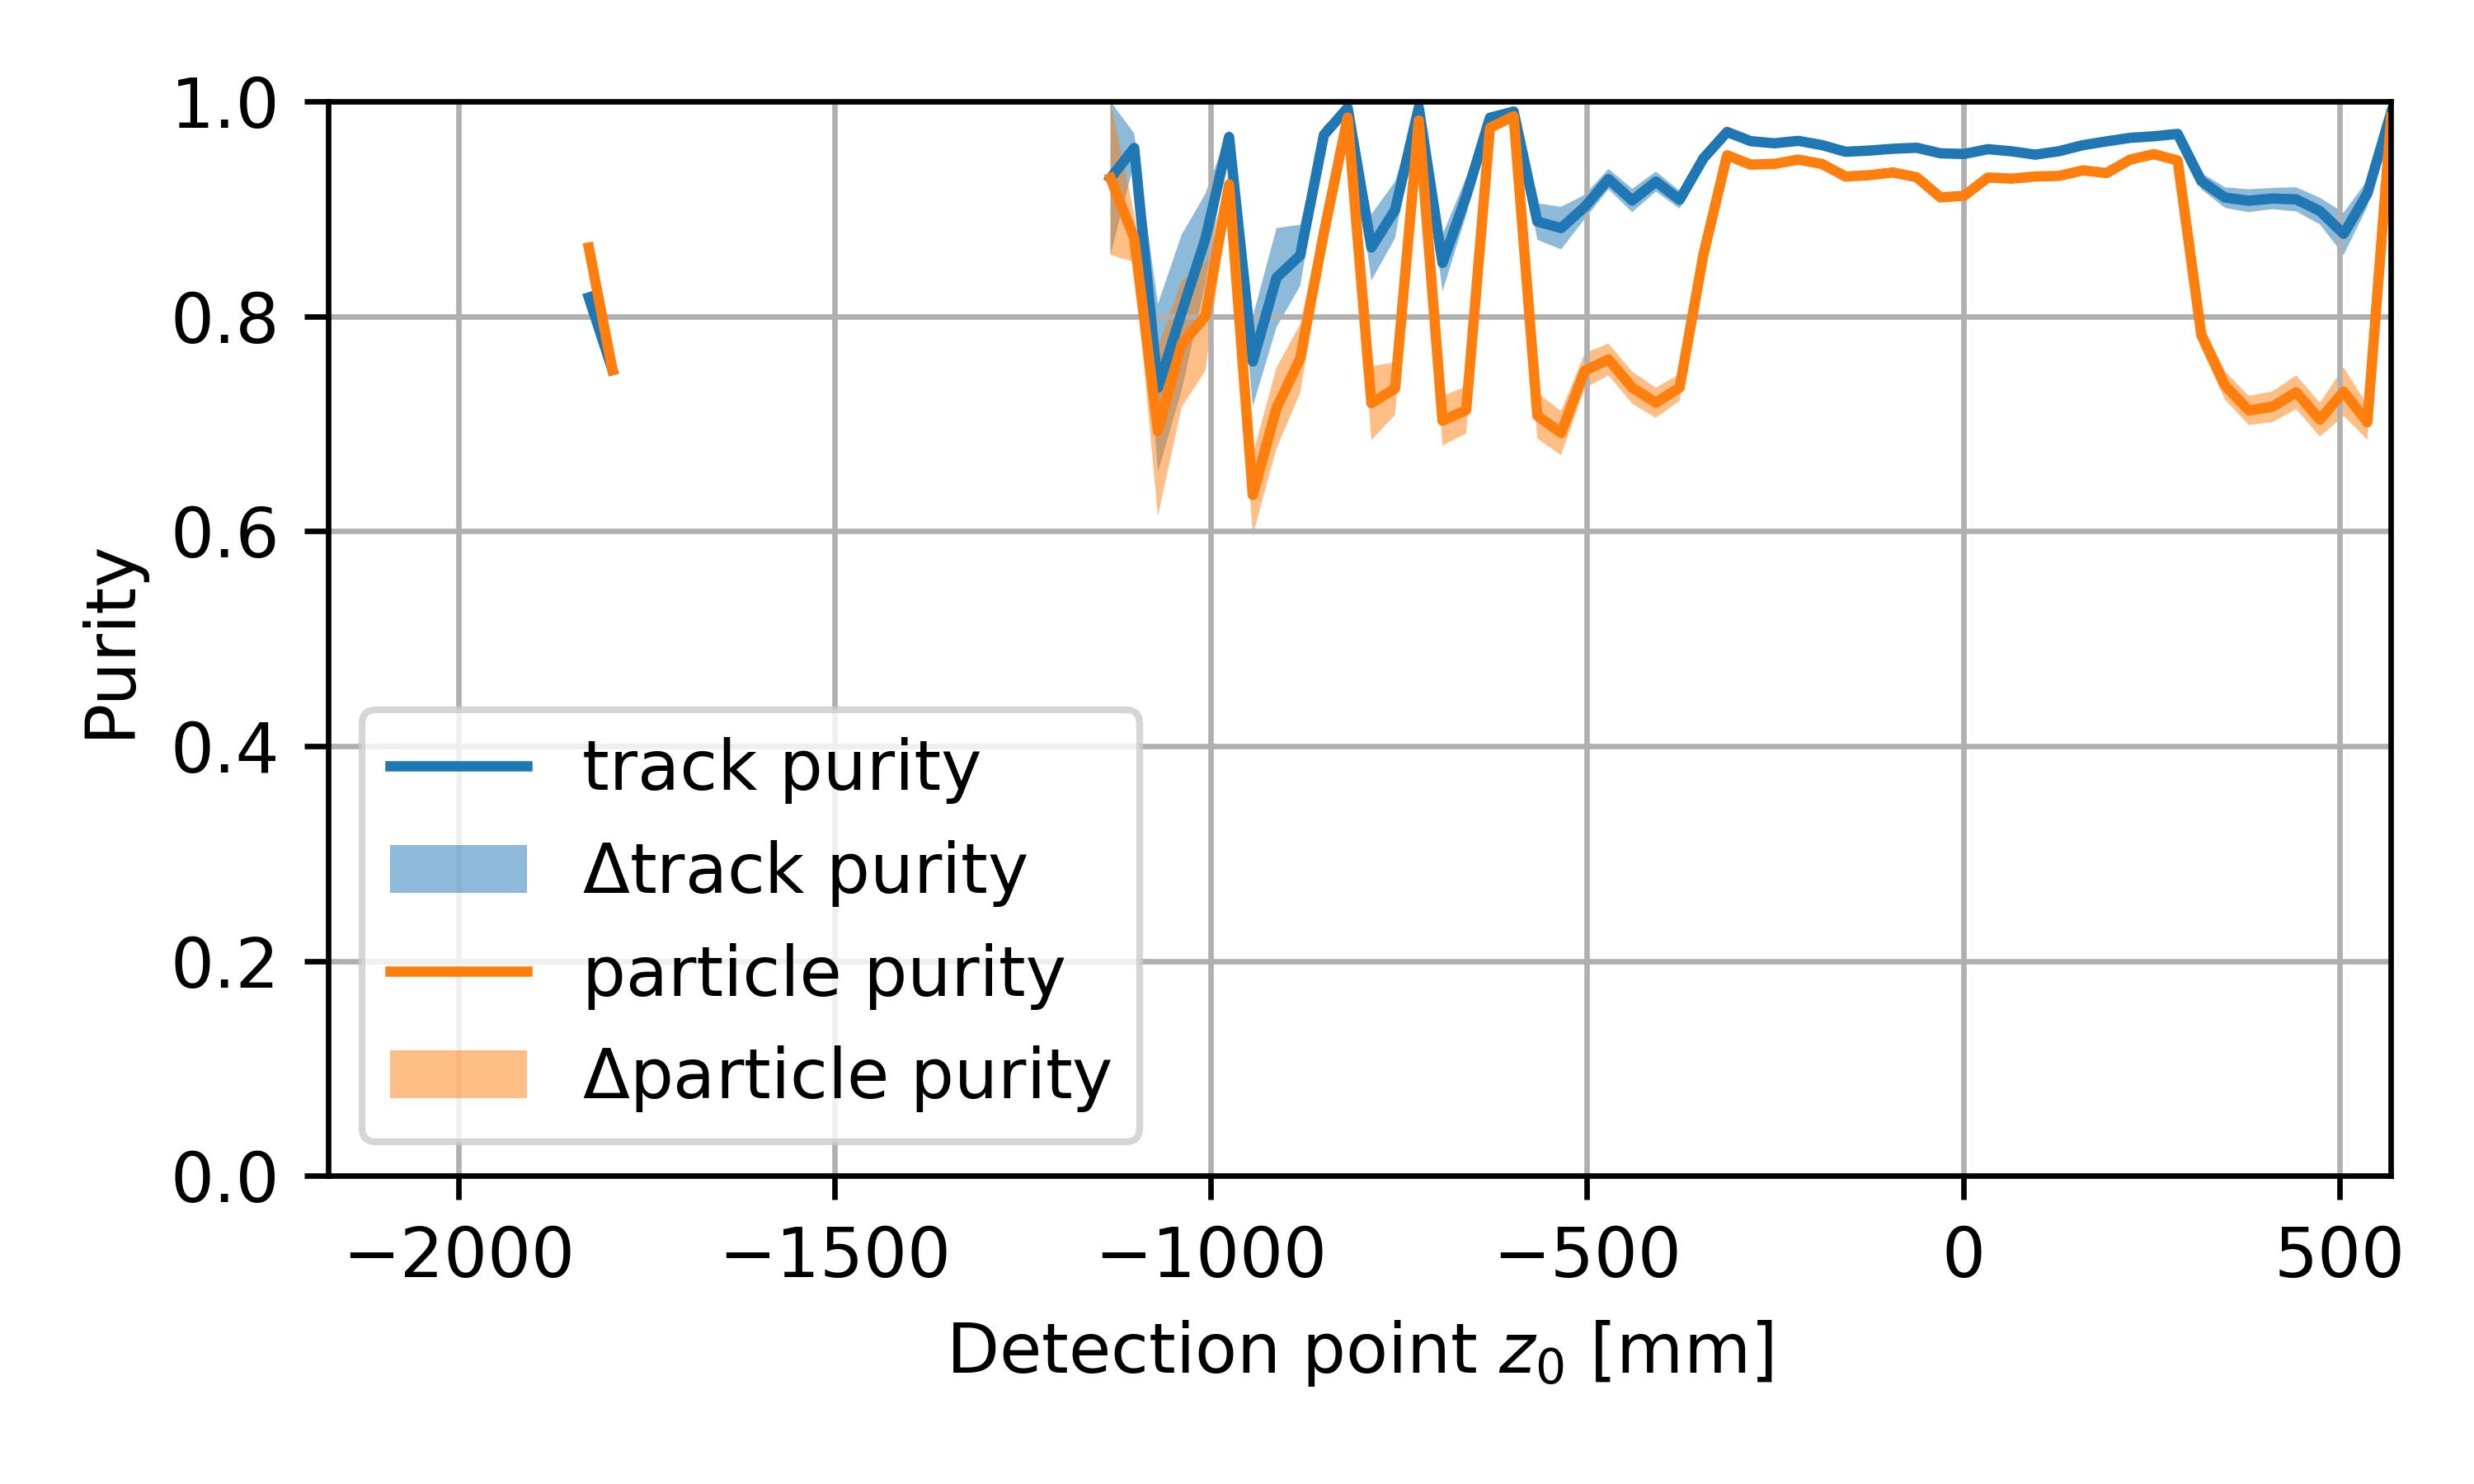 1.0
0.8
0.6
0.4
0.2
0.0
Purity
track purity
Δtrack purity
particle purity
Δparticle purity
−2000 −1500 −1000 −500 0 500
Detection point z₀ [mm]